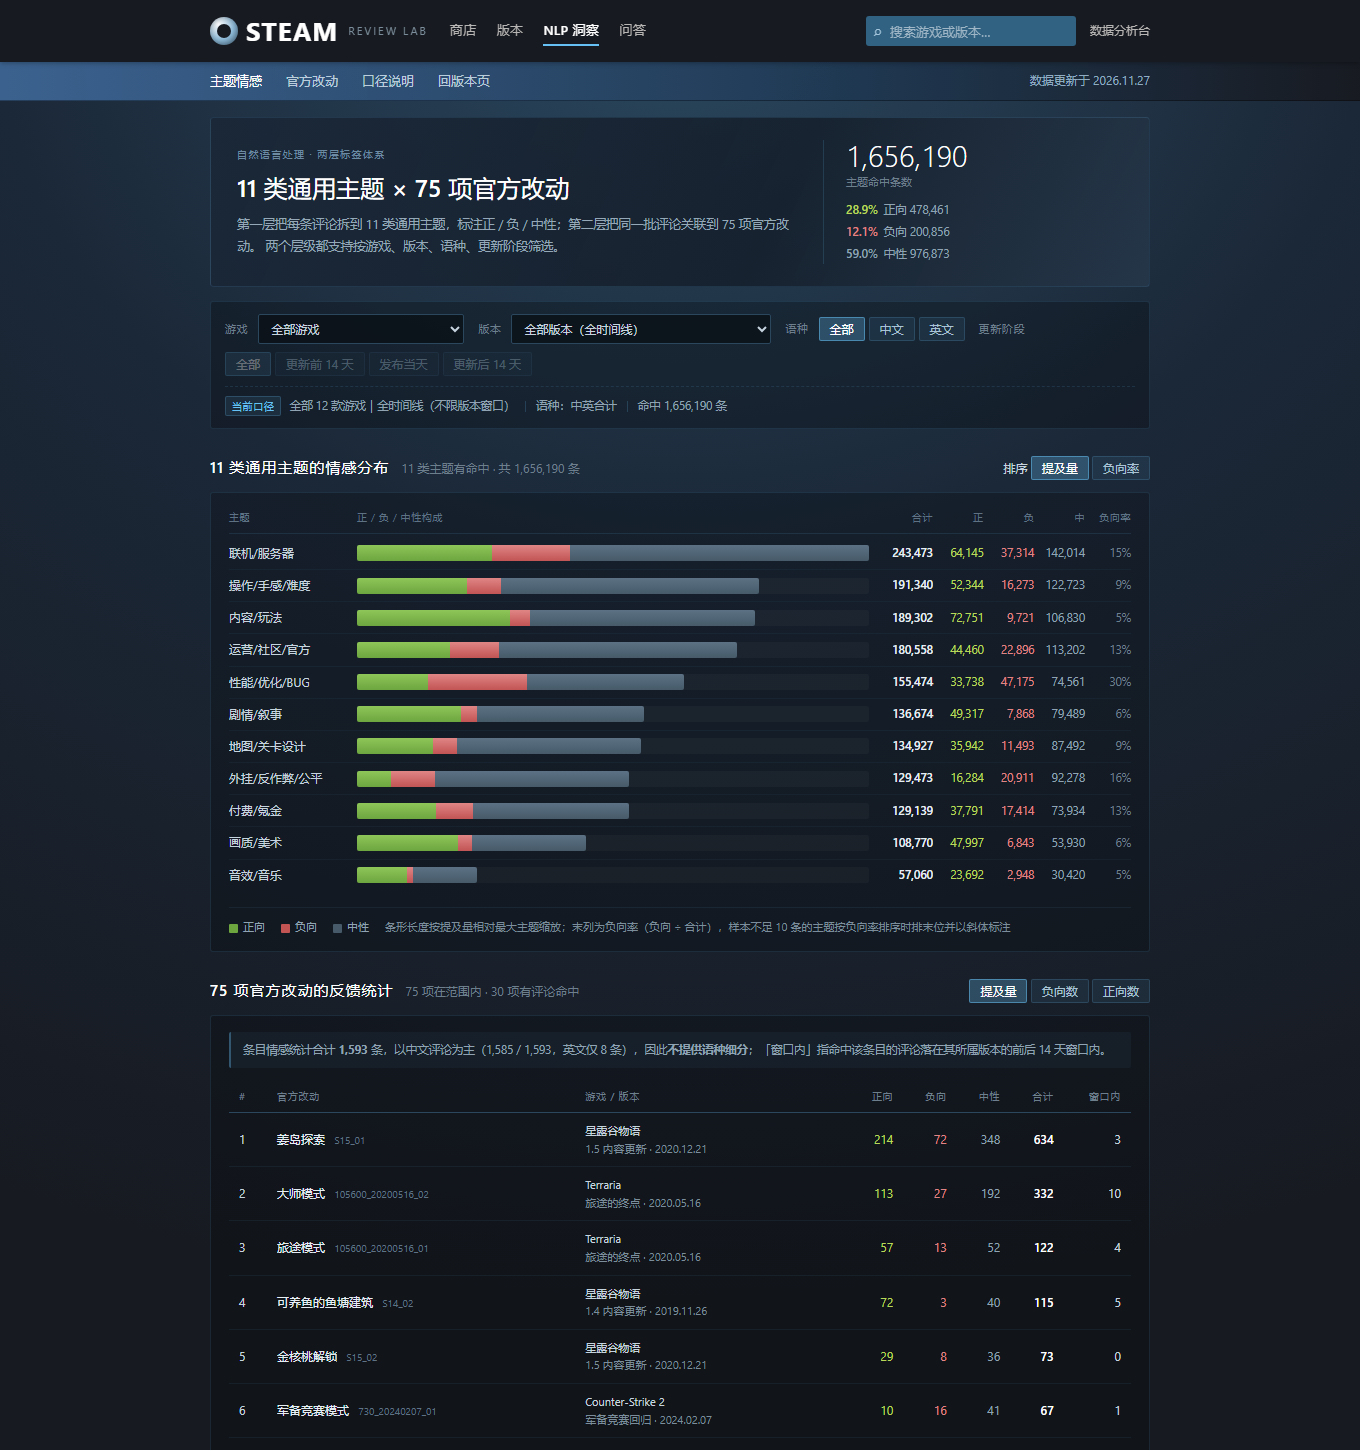 STEAM REVIEW LAB 商店 版本 NLP 洞察 问答 搜索游戏或版本... 数据分析台
主题情感 官方改动 口径说明 回版本页 数据更新于 2026.11.27
自然语言处理 · 两层标签体系
11 类通用主题 × 75 项官方改动
第一层把每条评论拆到 11 类通用主题，标注正 / 负 / 中性；第二层把同一批评论关联到 75 项官方改
动。 两个层级都支持按游戏、版本、语种、更新阶段筛选。
1,656,190
主题命中条数
28.9% 正向 478,461
12.1% 负向 200,856
59.0% 中性 976,873
游戏 全部游戏 版本 全部版本（全时间线） 语种 全部 中文 英文 更新阶段
全部 更新前 14 天 发布当天 更新后 14 天
当前口径 全部 12 款游戏 | 全时间线（不限版本窗口） 语种：中英合计 命中 1,656,190 条
11 类通用主题的情感分布 11 类主题有命中 · 共 1,656,190 条 排序 提及量 负向率
主题 正 / 负 / 中性构成 合计 正 负 中 负向率
联机/服务器 243,473 64,145 37,314 142,014 15%
操作/手感/难度 191,340 52,344 16,273 122,723 9%
内容/玩法 189,302 72,751 9,721 106,830 5%
运营/社区/官方 180,558 44,460 22,896 113,202 13%
性能/优化/BUG 155,474 33,738 47,175 74,561 30%
剧情/叙事 136,674 49,317 7,868 79,489 6%
地图/关卡设计 134,927 35,942 11,493 87,492 9%
外挂/反作弊/公平 129,473 16,284 20,911 92,278 16%
付费/氪金 129,139 37,791 17,414 73,934 13%
画质/美术 108,770 47,997 6,843 53,930 6%
音效/音乐 57,060 23,692 2,948 30,420 5%
正向 负向 中性 条形长度按提及量相对最大主题缩放；末列为负向率（负向 ÷ 合计），样本不足 10 条的主题按负向率排序时排末位并以斜体标注
75 项官方改动的反馈统计 75 项在范围内 · 30 项有评论命中 提及量 负向数 正向数
条目情感统计合计 1,593 条，以中文评论为主（1,585 / 1,593，英文仅 8 条），因此不提供语种细分；「窗口内」指命中该条目的评论落在其所属版本的前后 14 天窗口内。
# 官方改动 游戏 / 版本 正向 负向 中性 合计 窗口内
1 姜岛探索 S15_01 星露谷物语 214 72 348 634 3
1.5 内容更新 · 2020.12.21
2 大师模式 105600_20200516_02 Terraria 113 27 192 332 10
旅途的终点 · 2020.05.16
3 旅途模式 105600_20200516_01 Terraria 57 13 52 122 4
旅途的终点 · 2020.05.16
4 可养鱼的鱼塘建筑 S14_02 星露谷物语 72 3 40 115 5
1.4 内容更新 · 2019.11.26
5 金核桃解锁 S15_02 星露谷物语 29 8 36 73 0
1.5 内容更新 · 2020.12.21
6 军备竞赛模式 730_20240207_01 Counter-Strike 2 10 16 41 67 1
军备竞赛回归 · 2024.02.07